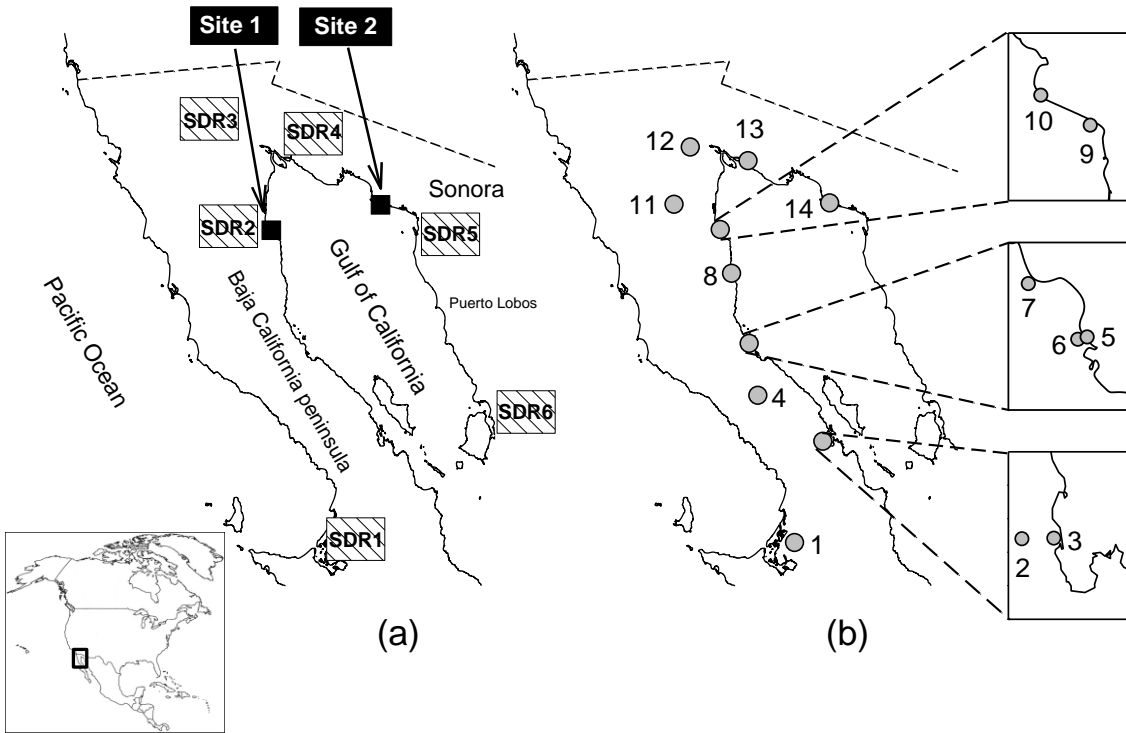 Site 1
Site 2
SDR3
SDR4
Sonora
SDR2
SDR5
Pacific Ocean
Baja California peninsula
Gulf of California
Puerto Lobos
SDR6
SDR1
(a)
12
13
11
14
8
4
1
(b)
10
9
7
6
5
2
3